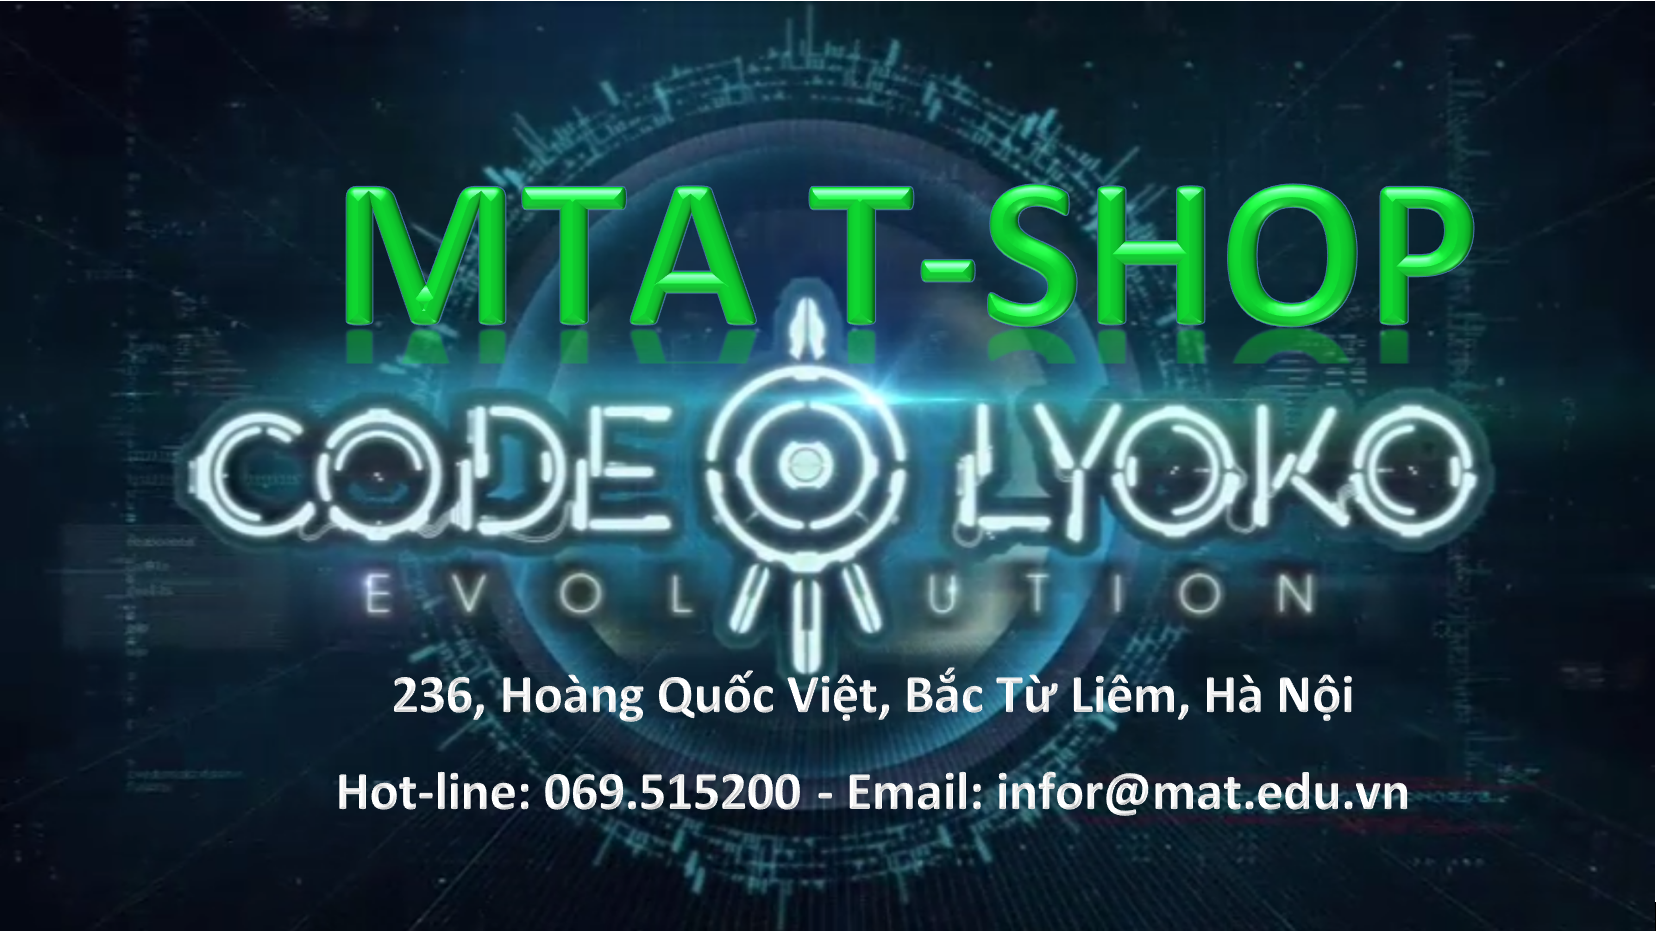 MTA T-SHOP
CODE LYOKO
EVOLUTION
236, Hoàng Quốc Việt, Bắc Từ Liêm, Hà Nội
Hot-line: 069.515200 - Email: infor@mat.edu.vn